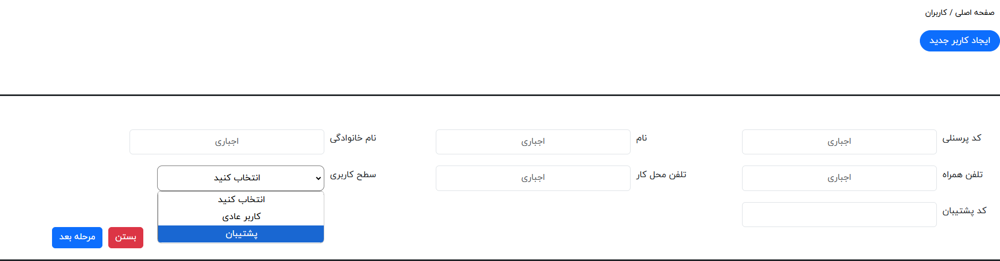 صفحه اصلی / کاربران
ایجاد کاربر جدید
کد پرسنلی
اجباری
نام
اجباری
نام خانوادگی
اجباری
تلفن همراه
اجباری
تلفن محل کار
اجباری
سطح کاربری
انتخاب کنید
انتخاب کنید
کاربر عادی
پشتیبان
کد پشتیبان
بستن
مرحله بعد